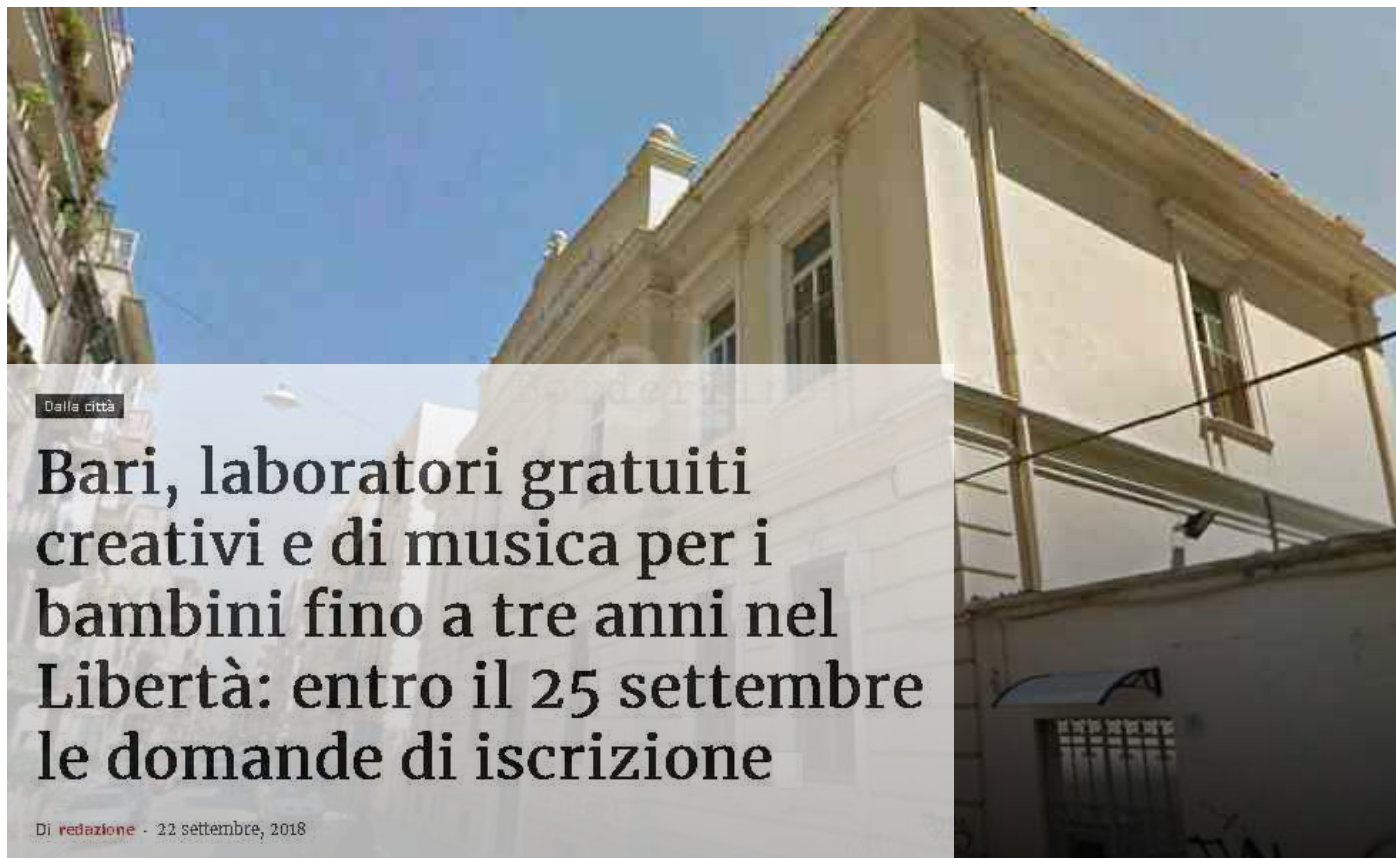 Dalla città
Bari, laboratori gratuiti
creativi e di musica per i
bambini fino a tre anni nel
Libertà: entro il 25 settembre
le domande di iscrizione
Di redazione - 22 settembre, 2018